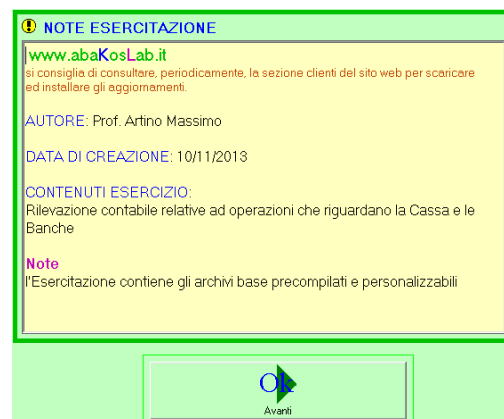 NOTE ESERCITAZIONE
www.abaKosLab.it
si consiglia di consultare, periodicamente, la sezione clienti del sito web per scaricare
ed installare gli aggiornamenti.
AUTORE: Prof. Artino Massimo
DATA DI CREAZIONE: 10/11/2013
CONTENUTI ESERCIZIO:
Rilevazione contabile relative ad operazioni che riguardano la Cassa e le
Banche
Note
l'Esercitazione contiene gli archivi base precompilati e personalizzabili
Ok
Avanti